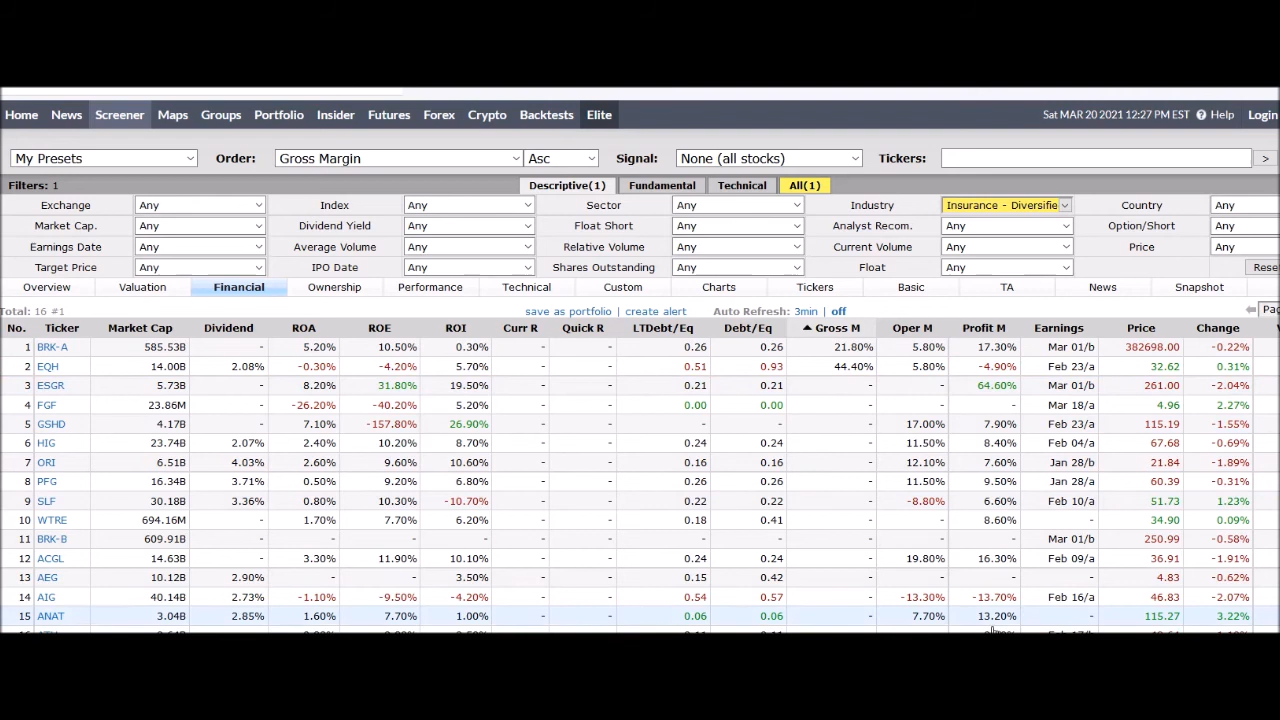 Home News Screener Maps Groups Portfolio Insider Futures Forex Crypto Backtests Elite Sat MAR 20 2021 12:27 PM EST Help Login
My Presets Order: Gross Margin Asc Signal: None (all stocks) Tickers: >
Filters: 1 Descriptive(1) Fundamental Technical All(1)
Exchange Any Index Any Sector Any Industry Insurance - Diversifie Country Any
Market Cap. Any Dividend Yield Any Float Short Any Analyst Recom. Any Option/Short Any
Earnings Date Any Average Volume Any Relative Volume Any Current Volume Any Price Any
Target Price Any IPO Date Any Shares Outstanding Any Float Any Rese
Overview Valuation Financial Ownership Performance Technical Custom Charts Tickers Basic TA News Snapshot
Total: 16 #1 save as portfolio | create alert Auto Refresh: 3min | off Pag
No. Ticker Market Cap Dividend ROA ROE ROI Curr R Quick R LTDebt/Eq Debt/Eq Gross M Oper M Profit M Earnings Price Change
1 BRK-A 585.53B - 5.20% 10.50% 0.30% - - 0.26 0.26 21.80% 5.80% 17.30% Mar 01/b 382698.00 -0.22%
2 EQH 14.00B 2.08% -0.30% -4.20% 5.70% - - 0.51 0.93 44.40% 5.80% -4.90% Feb 23/a 32.62 0.31%
3 ESGR 5.73B - 8.20% 31.80% 19.50% - - 0.21 0.21 - - 64.60% Mar 01/b 261.00 -2.04%
4 FGF 23.86M - -26.20% -40.20% 5.20% - - 0.00 0.00 - - - Mar 18/a 4.96 2.27%
5 GSHD 4.17B - 7.10% -157.80% 26.90% - - - - - 17.00% 7.90% Feb 23/a 115.19 -1.55%
6 HIG 23.74B 2.07% 2.40% 10.20% 8.70% - - 0.24 0.24 - 11.50% 8.40% Feb 04/a 67.68 -0.69%
7 ORI 6.51B 4.03% 2.60% 9.60% 10.60% - - 0.16 0.16 - 12.10% 7.60% Jan 28/b 21.84 -1.89%
8 PFG 16.34B 3.71% 0.50% 9.20% 6.80% - - 0.26 0.26 - 11.50% 9.50% Jan 28/a 60.39 -0.31%
9 SLF 30.18B 3.36% 0.80% 10.30% -10.70% - - 0.22 0.22 - -8.80% 6.60% Feb 10/a 51.73 1.23%
10 WTRE 694.16M - 1.70% 7.70% 6.20% - - 0.18 0.41 - - 8.60% - 34.90 0.09%
11 BRK-B 609.91B - - - - - - - - - - - Mar 01/b 250.99 -0.58%
12 ACGL 14.63B - 3.30% 11.90% 10.10% - - 0.24 0.24 - 19.80% 16.30% Feb 09/a 36.91 -1.91%
13 AEG 10.12B 2.90% - - 3.50% - - 0.15 0.42 - - - - 4.83 -0.62%
14 AIG 40.14B 2.73% -1.10% -9.50% -4.20% - - 0.54 0.57 - -13.30% -13.70% Feb 16/a 46.83 -2.07%
15 ANAT 3.04B 2.85% 1.60% 7.70% 1.00% - - 0.06 0.06 - 7.70% 13.20% - 115.27 3.22%